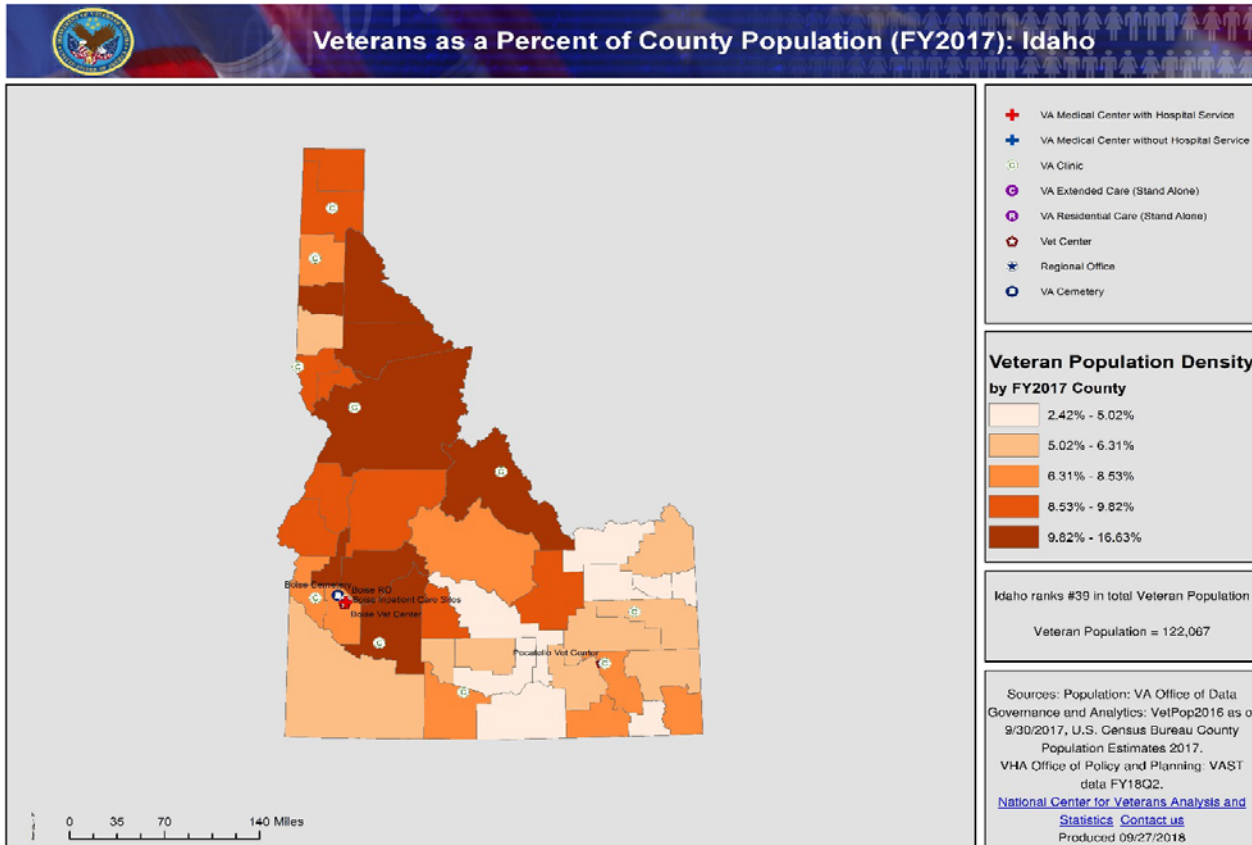 Veterans as a Percent of County Population (FY2017): Idaho
VA Medical Center with Hospital Service
VA Medical Center without Hospital Service
C VA Clinic
C VA Extended Care (Stand Alone)
R VA Residential Care (Stand Alone)
Vet Center
Regional Office
VA Cemetery
C
C
C
C
C
Boise Cemetery
Boise RO
Boise Inpatient Care Sites
C
Boise Vet Center
C
C
Pocatello Vet Center
C
C
0 35 70 140 Miles
Veteran Population Density
by FY2017 County
2.42% - 5.02%
5.02% - 6.31%
6.31% - 8.53%
8.53% - 9.82%
9.82% - 16.63%
Idaho ranks #39 in total Veteran Population
Veteran Population = 122,067
Sources: Population: VA Office of Data
Governance and Analytics: VetPop2016 as o
9/30/2017, U.S. Census Bureau County
Population Estimates 2017.
VHA Office of Policy and Planning: VAST
data FY18Q2.
National Center for Veterans Analysis and
Statistics Contact us
Produced 09/27/2018